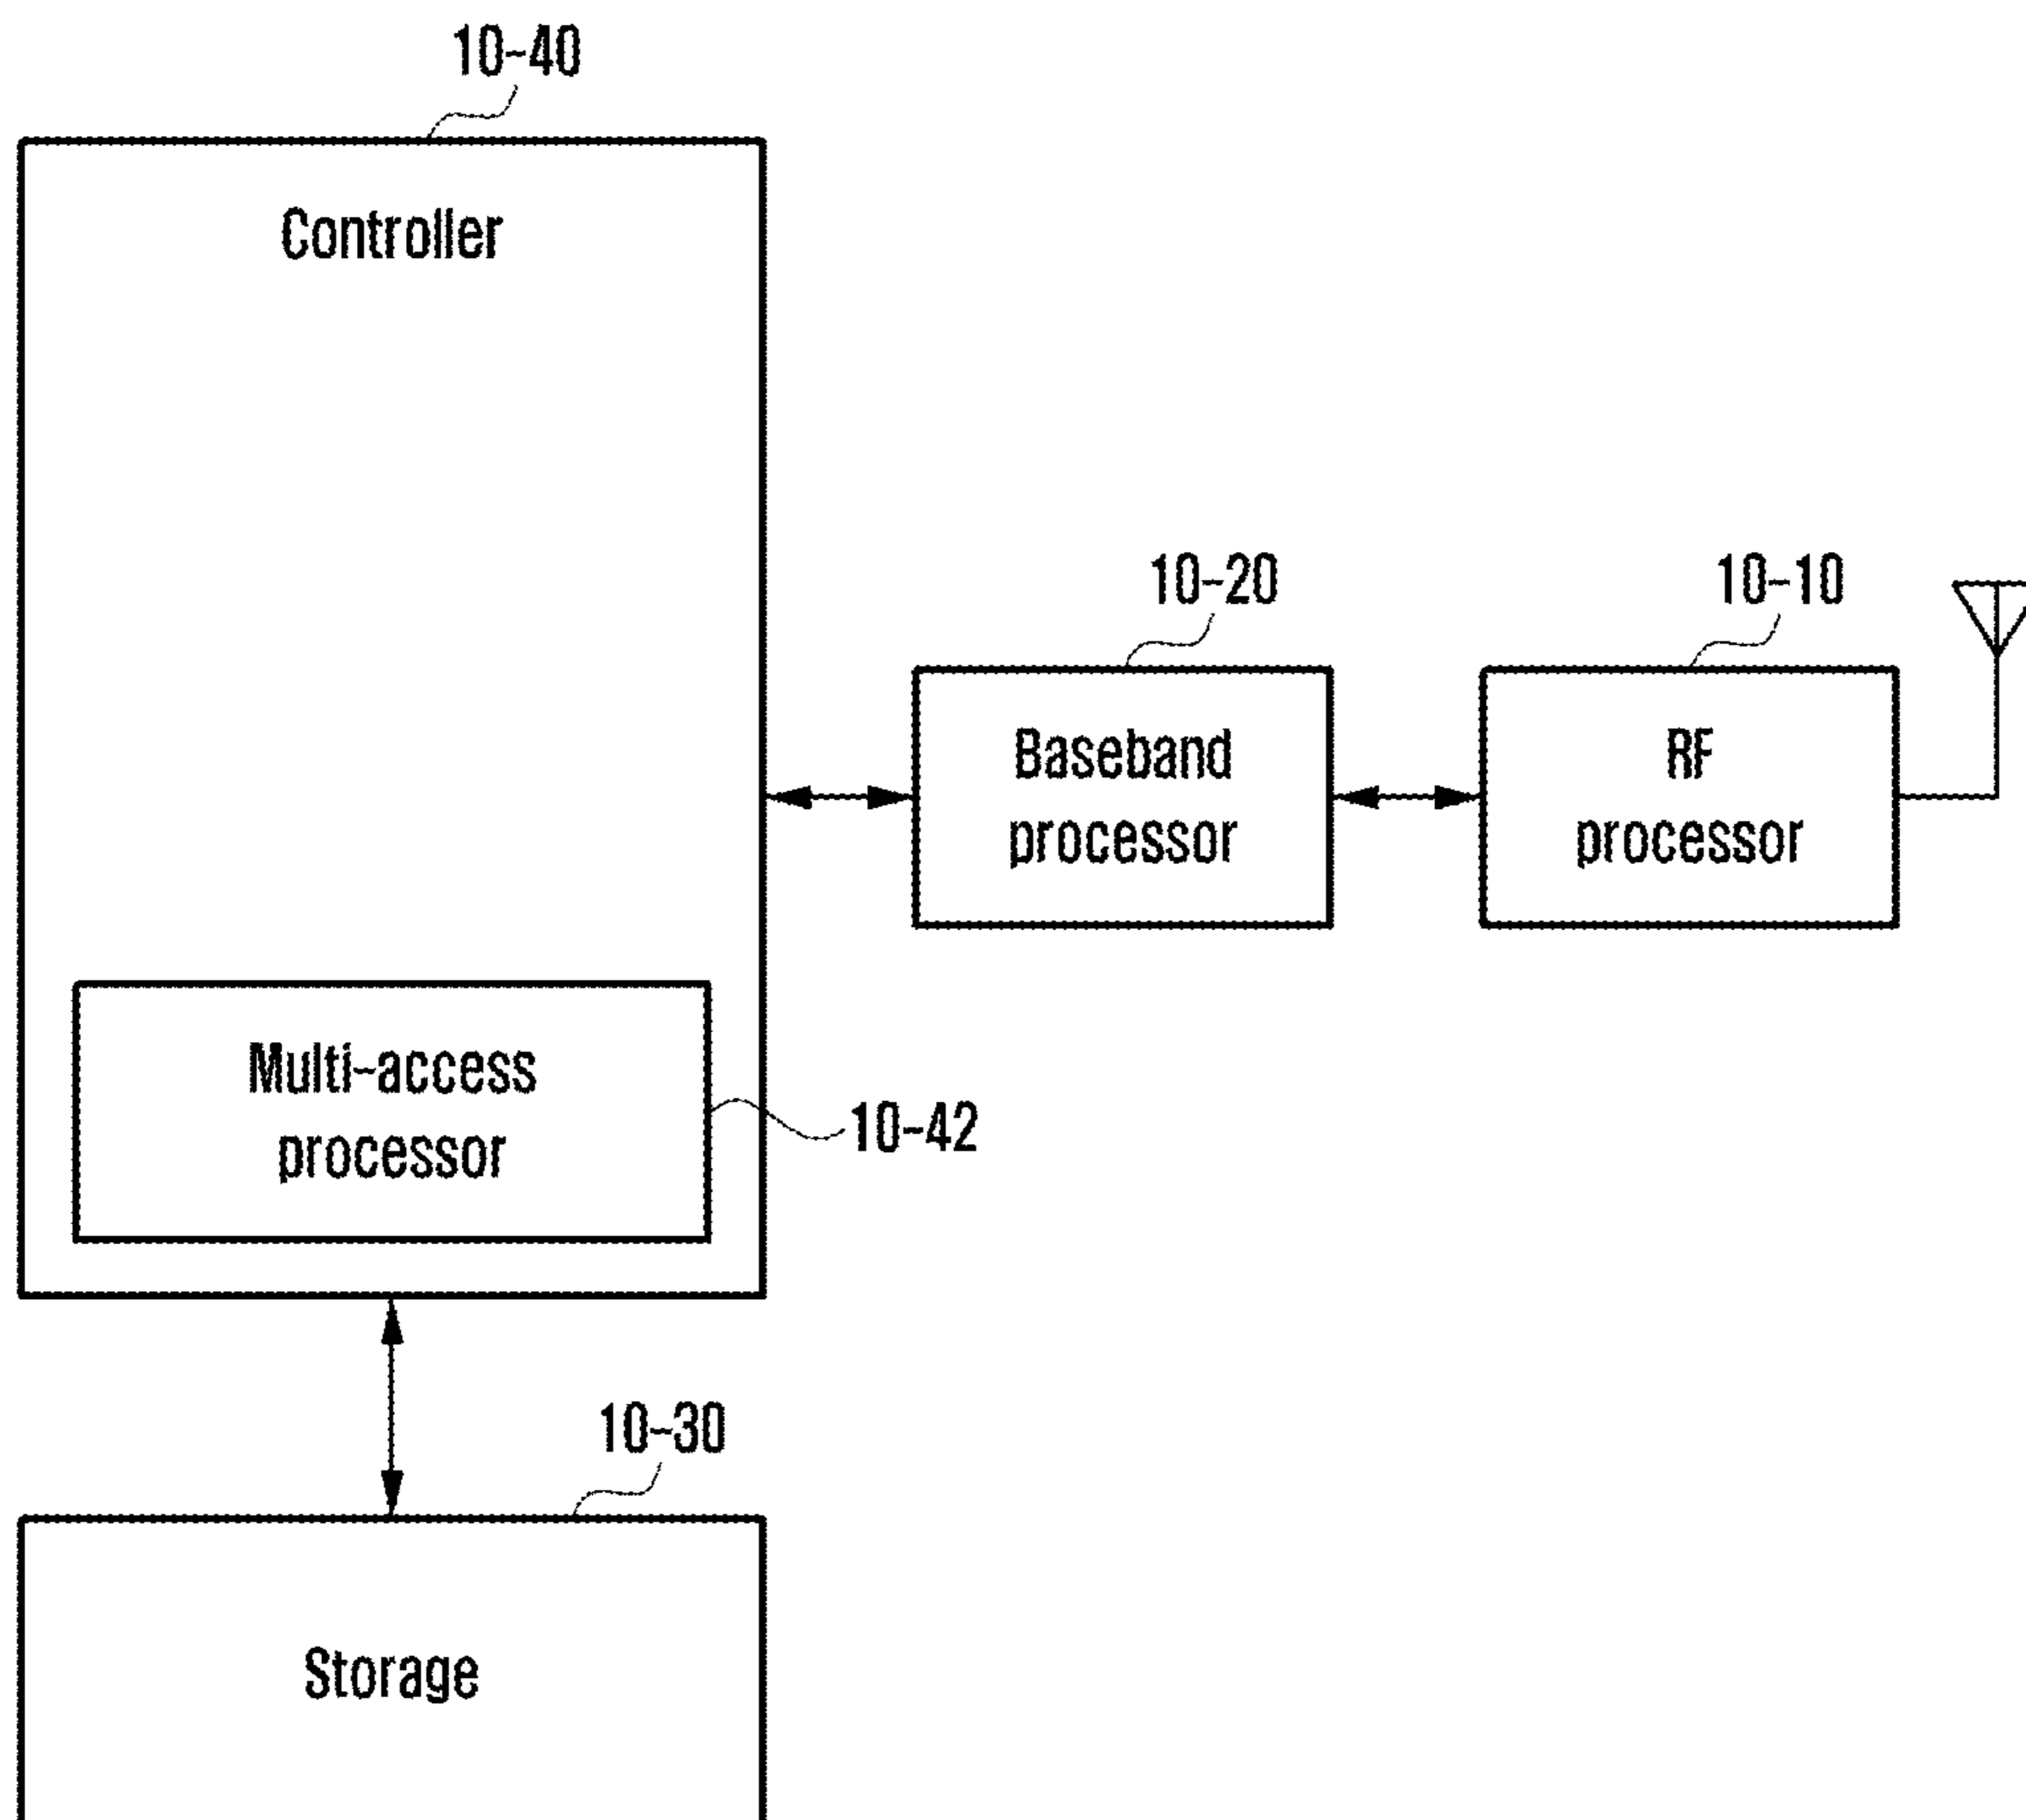 10-40
Controller
10-20
10-10
Baseband
processor
RF
processor
Multi-access
processor
10-42
10-30
Storage